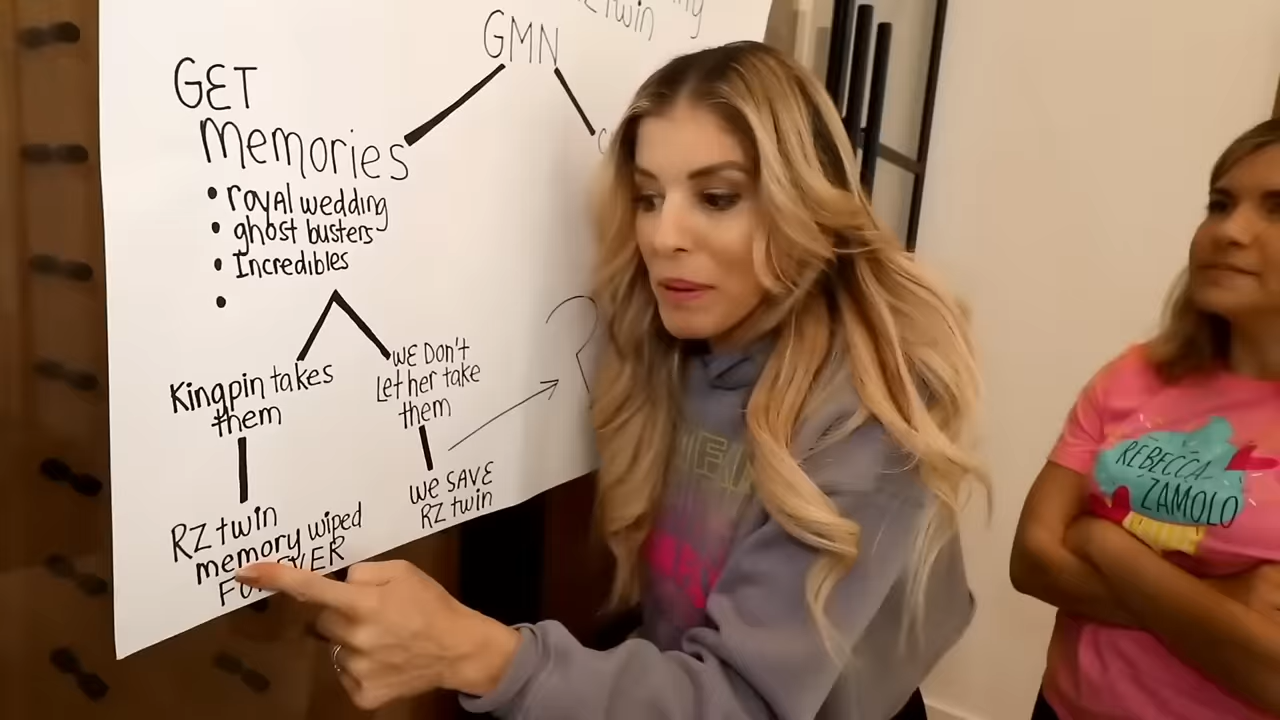 twin
GMN
GET
memories
• royal wedding
• ghost busters
• Incredibles
•
Kingpin takes
them
WE Don't
Let her take
them
?
RZ twin
memory wiped
WE SAVE
RZ twin
REBECCA
ZAMOLO